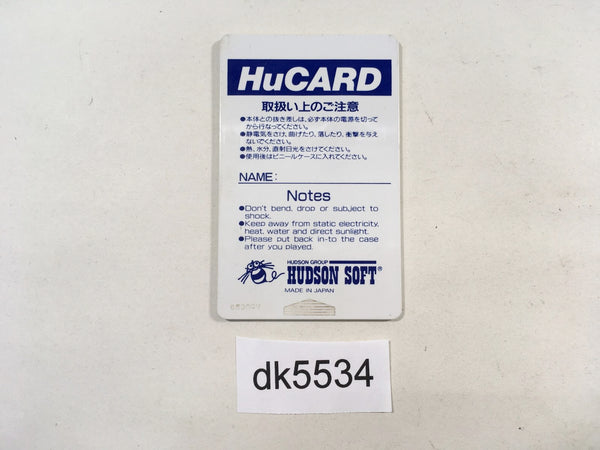 HuCARD
取扱い上のご注意
●本体との抜き差しは、必ず本体の電源を切って
から行なってください。
●静電気をさけ、曲げたり、落したり、衝撃を与え
ないでください。
●熱、水分、直射日光をさけてください。
●使用後はビニールケースに入れてください。
NAME:
Notes
●Don't bend, drop or subject to
shock.
●Keep away from static electricity,
heat, water and direct sunlight.
●Please put back in-to the case
after you played.
HUDSON GROUP
HUDSON SOFT®
MADE IN JAPAN
dk5534